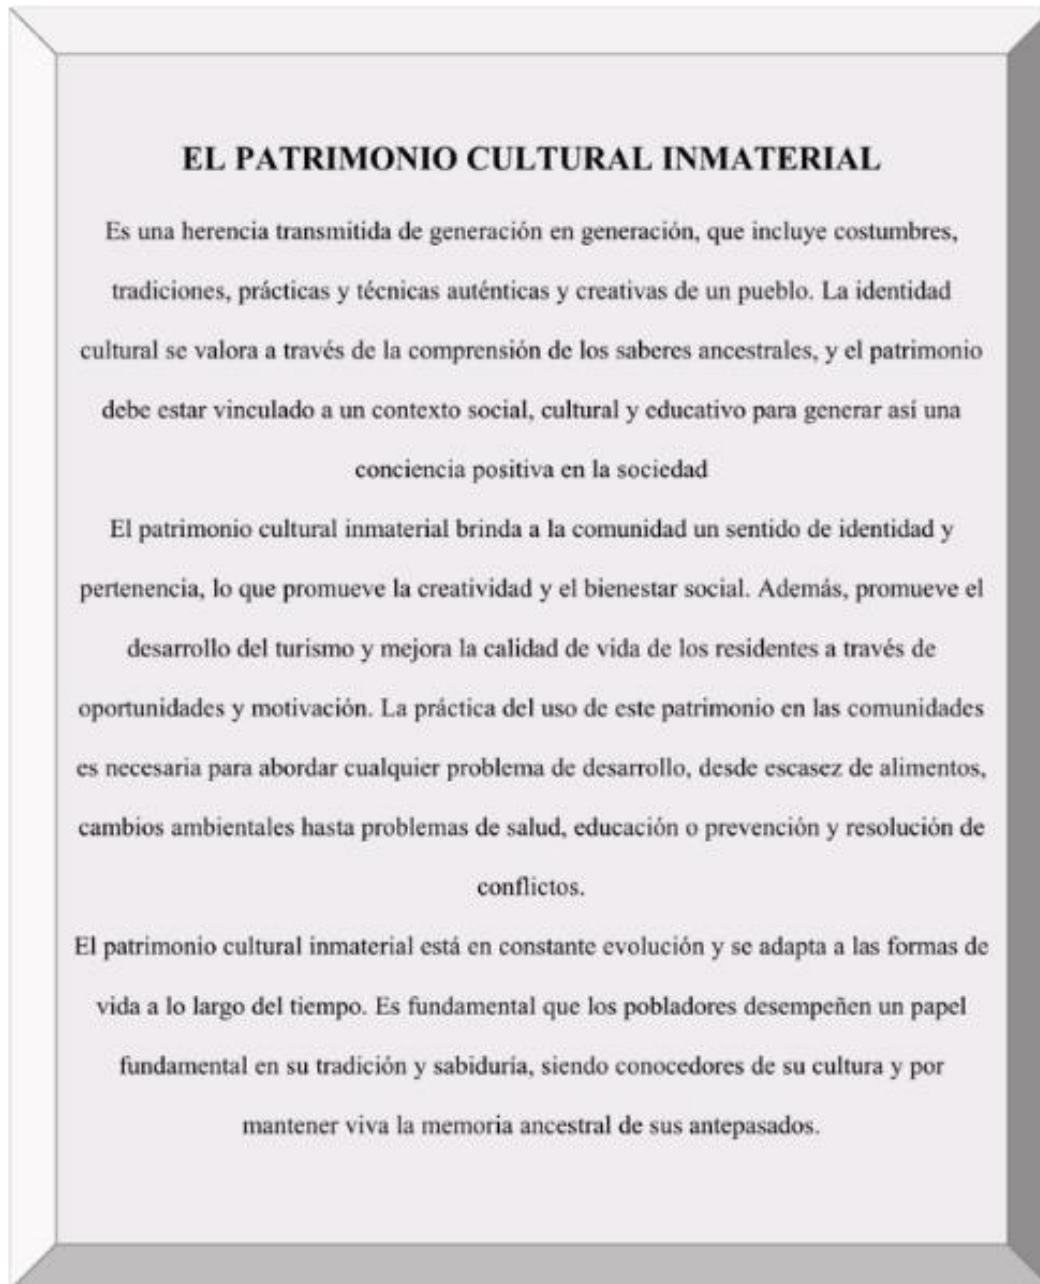 EL PATRIMONIO CULTURAL INMATERIAL
Es una herencia transmitida de generación en generación, que incluye costumbres,
tradiciones, prácticas y técnicas auténticas y creativas de un pueblo. La identidad
cultural se valora a través de la comprensión de los saberes ancestrales, y el patrimonio
debe estar vinculado a un contexto social, cultural y educativo para generar así una
conciencia positiva en la sociedad
El patrimonio cultural inmaterial brinda a la comunidad un sentido de identidad y
pertenencia, lo que promueve la creatividad y el bienestar social. Además, promueve el
desarrollo del turismo y mejora la calidad de vida de los residentes a través de
oportunidades y motivación. La práctica del uso de este patrimonio en las comunidades
es necesaria para abordar cualquier problema de desarrollo, desde escasez de alimentos,
cambios ambientales hasta problemas de salud, educación o prevención y resolución de
conflictos.
El patrimonio cultural inmaterial está en constante evolución y se adapta a las formas de
vida a lo largo del tiempo. Es fundamental que los pobladores desempeñen un papel
fundamental en su tradición y sabiduría, siendo conocedores de su cultura y por
mantener viva la memoria ancestral de sus antepasados.